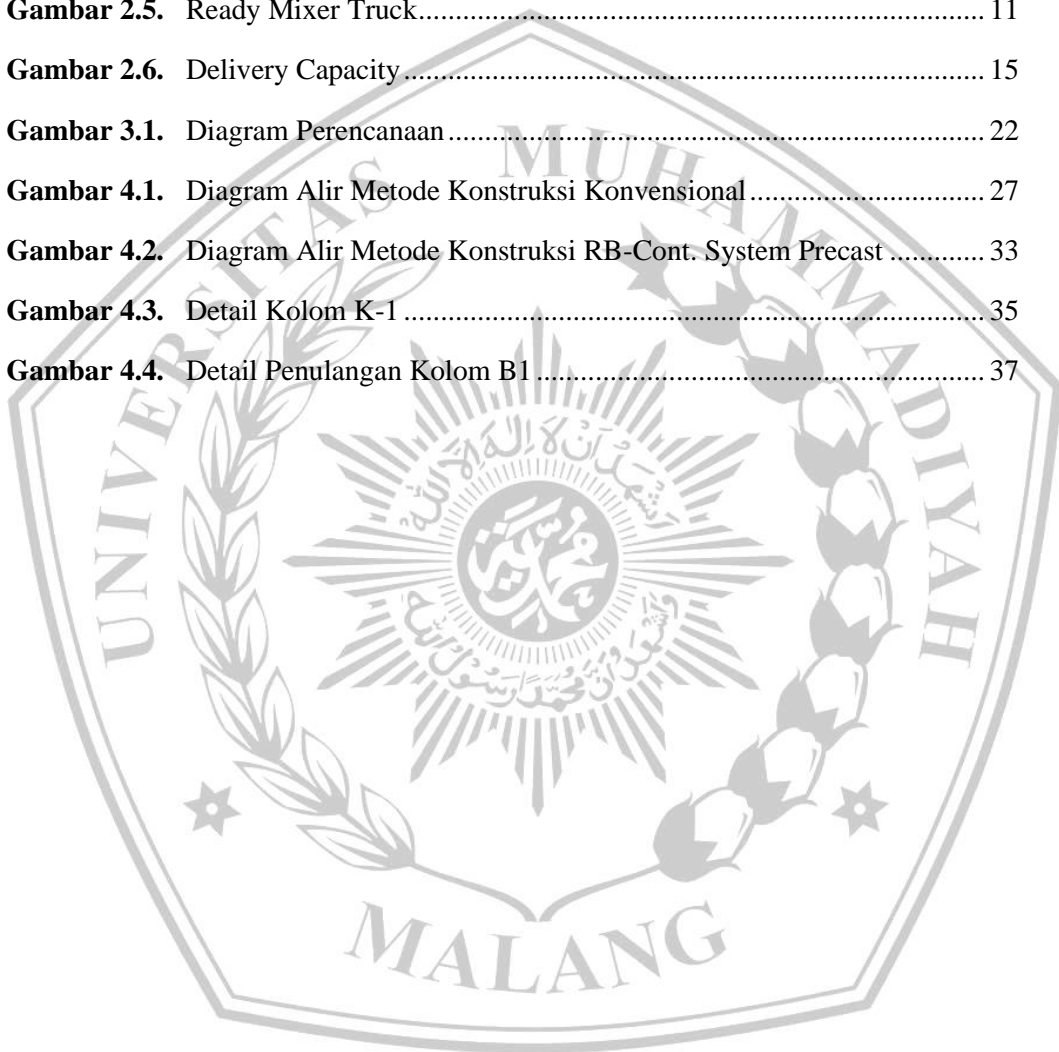 Gambar 2.5. Ready Mixer Truck.......................................................................................... 11
Gambar 2.6. Delivery Capacity............................................................................................ 15
Gambar 3.1. Diagram Perencanaan..................................................................................... 22
Gambar 4.1. Diagram Alir Metode Konstruksi Konvensional..................................... 27
Gambar 4.2. Diagram Alir Metode Konstruksi RB-Cont. System Precast ............. 33
Gambar 4.3. Detail Kolom K-1............................................................................................ 35
Gambar 4.4. Detail Penulangan Kolom B1....................................................................... 37
UNIVERSITAS MUHAMMADIYAH
MALANG